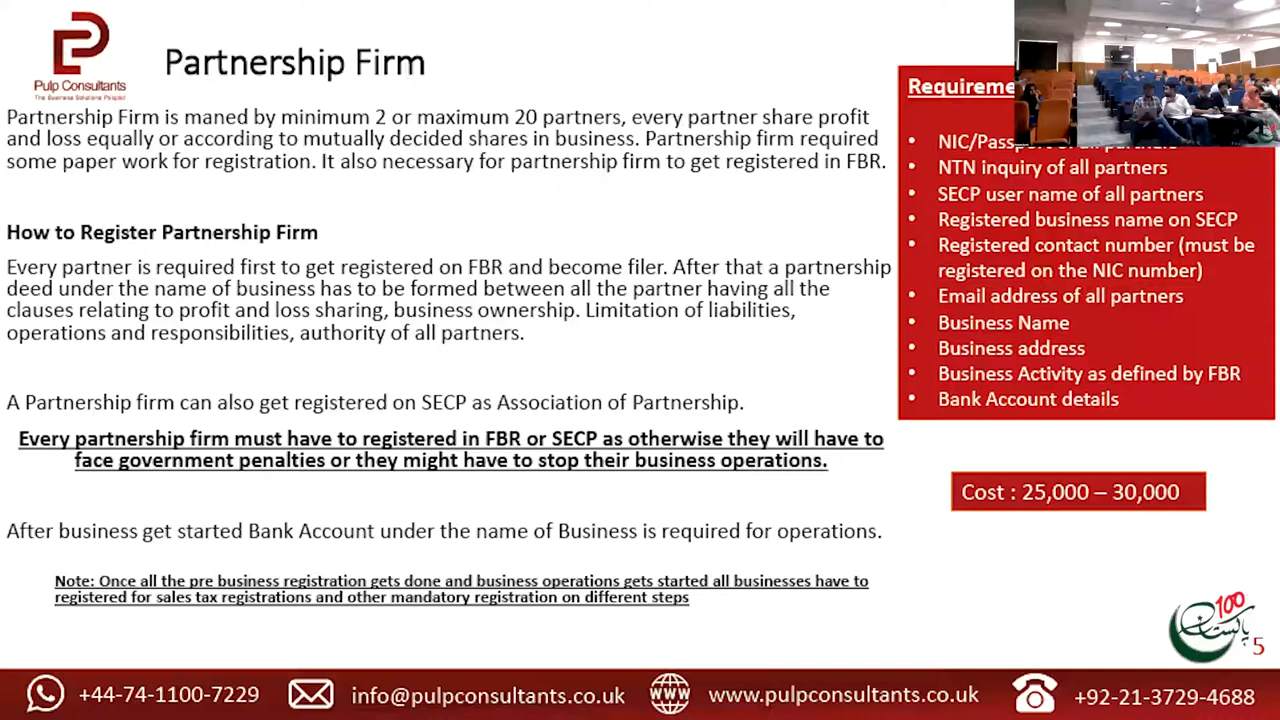 Pulp Consultants
Partnership Firm
Partnership Firm is maned by minimum 2 or maximum 20 partners, every partner share profit
and loss equally or according to mutually decided shares in business. Partnership firm required
some paper work for registration. It also necessary for partnership firm to get registered in FBR.
How to Register Partnership Firm
Every partner is required first to get registered on FBR and become filer. After that a partnership
deed under the name of business has to be formed between all the partner having all the
clauses relating to profit and loss sharing, business ownership. Limitation of liabilities,
operations and responsibilities, authority of all partners.
A Partnership firm can also get registered on SECP as Association of Partnership.
Every partnership firm must have to registered in FBR or SECP as otherwise they will have to
face government penalties or they might have to stop their business operations.
After business get started Bank Account under the name of Business is required for operations.
Note: Once all the pre business registration gets done and business operations gets started all businesses have to
registered for sales tax registrations and other mandatory registration on different steps
• NTN inquiry of all partners
• SECP user name of all partners
• Registered business name on SECP
• Registered contact number (must be
registered on the NIC number)
• Email address of all partners
• Business Name
• Business address
• Business Activity as defined by FBR
• Bank Account details
Cost : 25,000 – 30,000
100
پاکستان
5
+44-74-1100-7229
info@pulpconsultants.co.uk
www.pulpconsultants.co.uk
+92-21-3729-4688